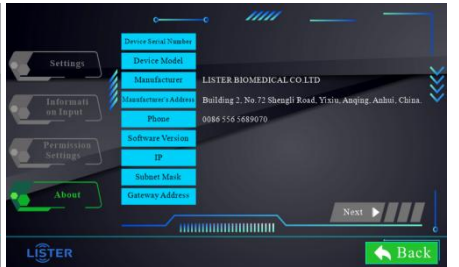 Device Serial Number
Settings
Device Model
Manufacturer LISTER BIOMEDICAL CO LTD
Informati
on Input
Manufacturer's Address Building 2, No.72 Shengli Road, Yixiu, Anqing, Anhui, China.
Phone 0086 556 5689070
Software Version
Permission
Settings
IP
Subnet Mask
About
Gateway Address
Next
LISTER
Back